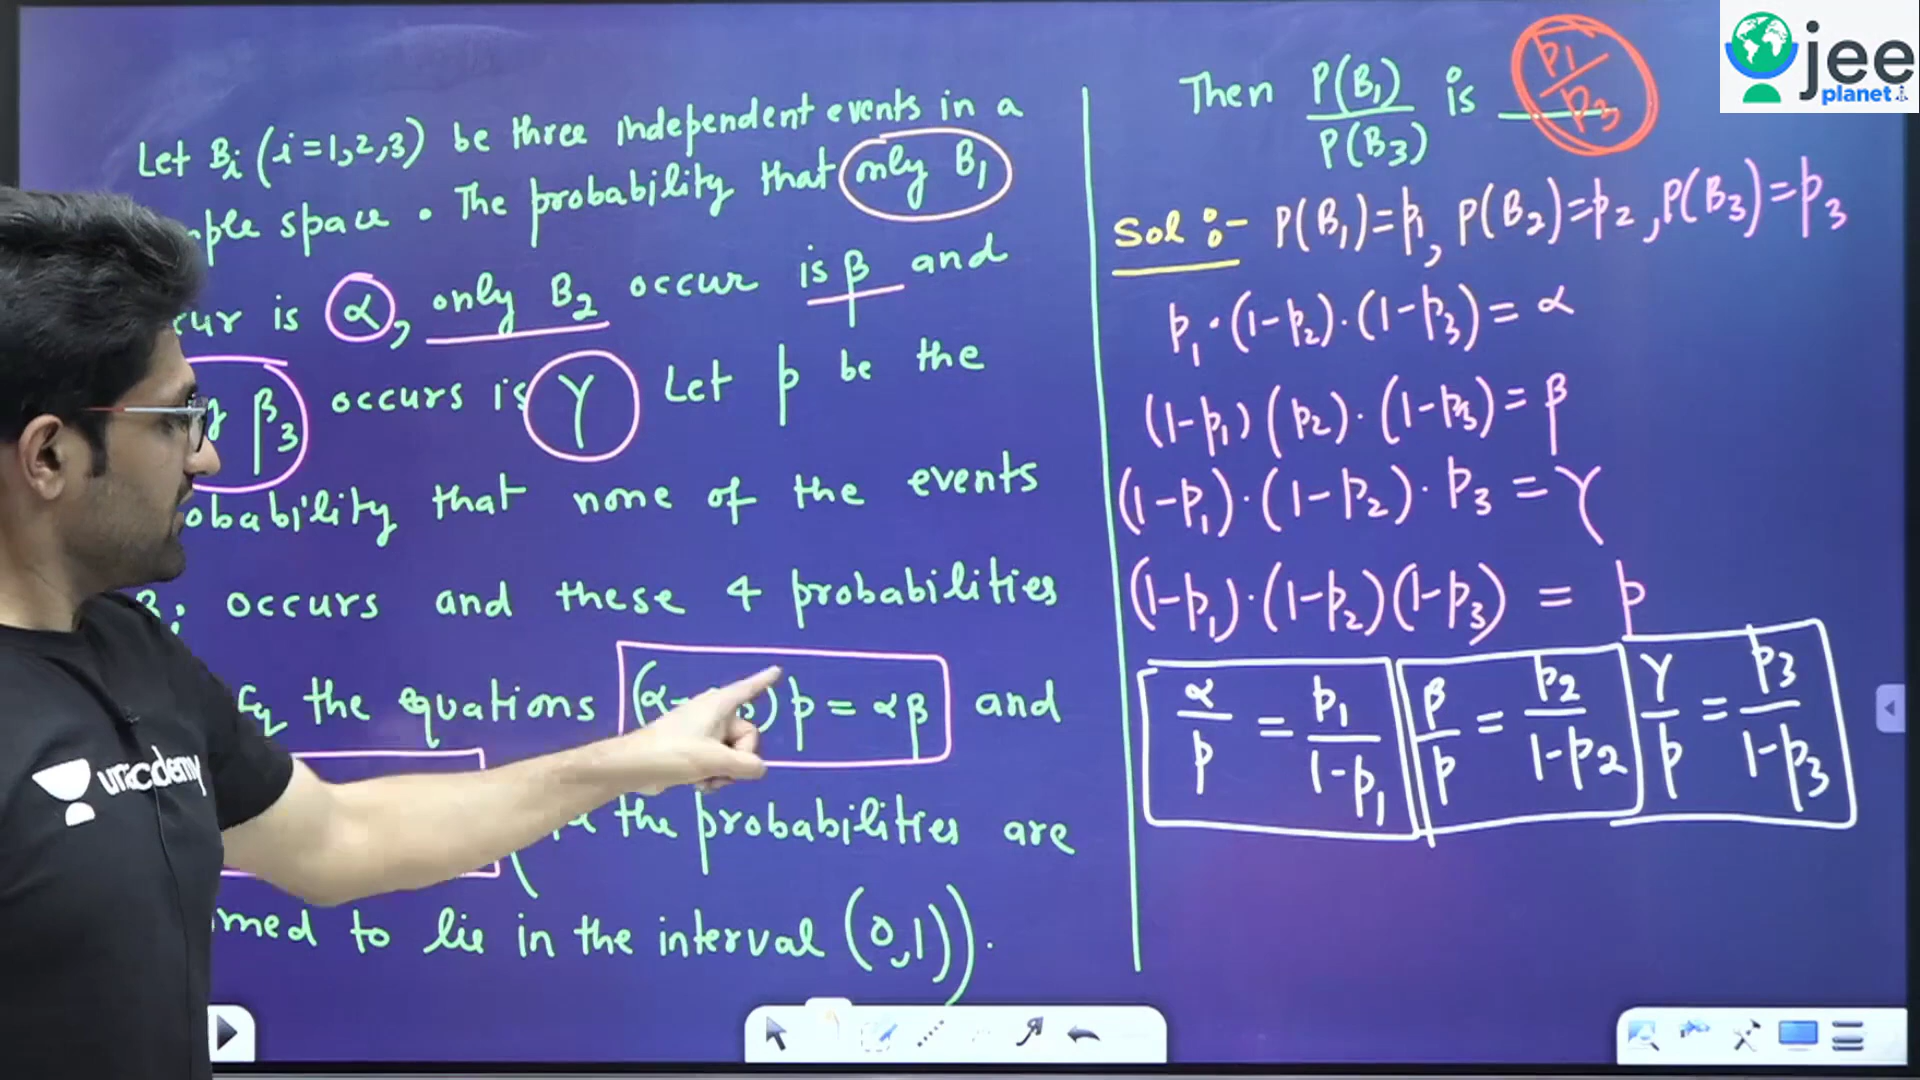 Let Bi (i=1,2,3) be three independent events in a
space. The probability that only B₁
is α, only B₂ occur is β and
β₃ occurs is γ Let p be the
that none of the events
occurs and these 4 probabilities
the equations (α- )p = αβ and
the probabilities are
to lie in the interval (0,1)).
Then P(B₁)/P(B₃) is p₁/p₃
Sol :- P(B₁)=p₁, P(B₂)=p₂, P(B₃)=p₃
p₁·(1-p₂)·(1-p₃)=α
(1-p₁)(p₂)·(1-p₃)=β
(1-p₁)·(1-p₂)·p₃=γ
(1-p₁)·(1-p₂)(1-p₃) = p
α/p = p₁/1-p₁ β/p = p₂/1-p₂ γ/p = p₃/1-p₃
unacademy
jee
planet